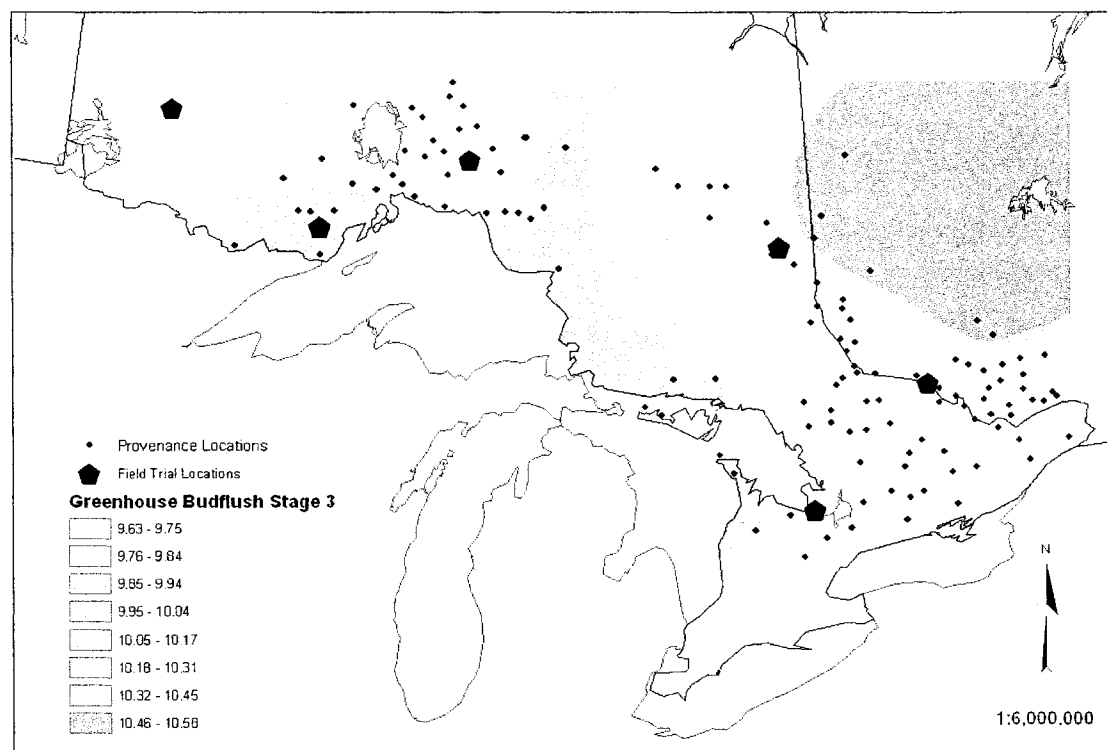 Provenance Locations
Field Trial Locations
Greenhouse Budflush Stage 3
9.63 - 9.75
9.76 - 9.84
9.85 - 9.94
9.95 - 10.04
10.05 - 10.17
10.18 - 10.31
10.32 - 10.45
10.46 - 10.58
N
1:6,000,000